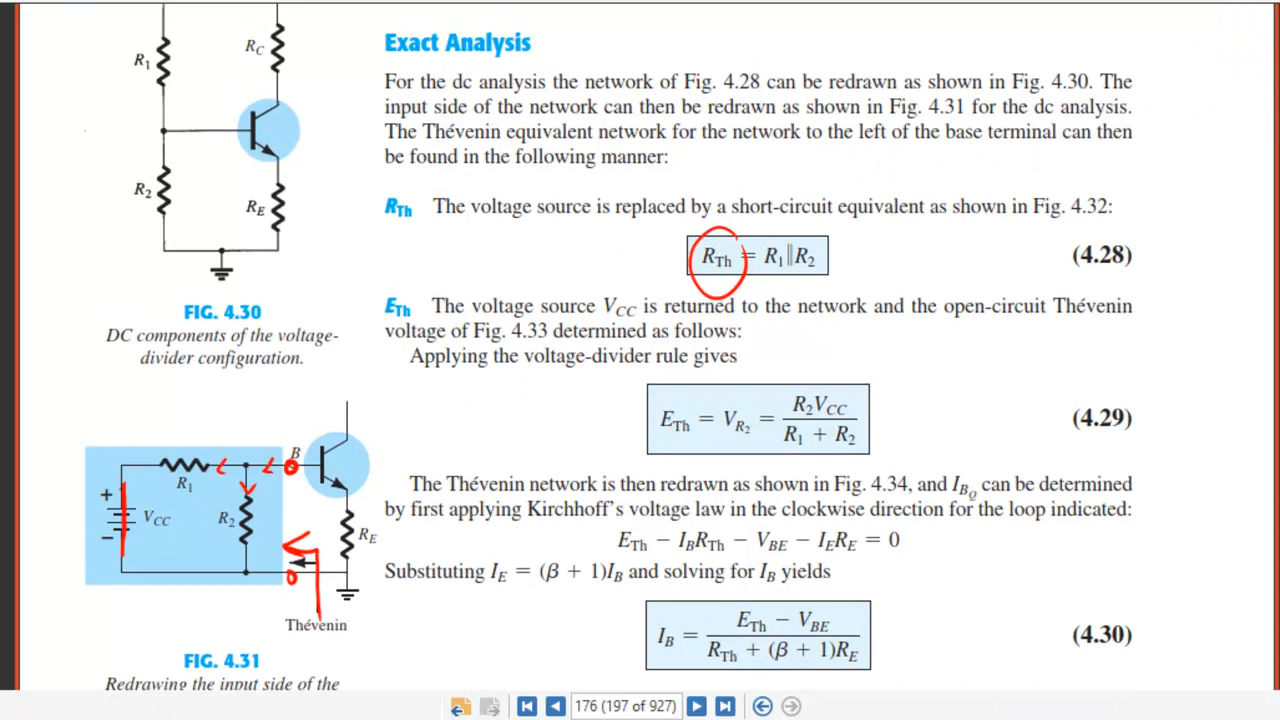 R1
RC
R2
RE
FIG. 4.30
DC components of the voltage-
divider configuration.
B
R1
+
VCC
–
R2
RE
Thévenin
FIG. 4.31
Redrawing the input side of the
Exact Analysis
For the dc analysis the network of Fig. 4.28 can be redrawn as shown in Fig. 4.30. The
input side of the network can then be redrawn as shown in Fig. 4.31 for the dc analysis.
The Thévenin equivalent network for the network to the left of the base terminal can then
be found in the following manner:
RTh The voltage source is replaced by a short-circuit equivalent as shown in Fig. 4.32:
RTh = R1∥R2 (4.28)
ETh The voltage source VCC is returned to the network and the open-circuit Thévenin
voltage of Fig. 4.33 determined as follows:
Applying the voltage-divider rule gives
ETh = VR2 = R2VCC / R1 + R2 (4.29)
The Thévenin network is then redrawn as shown in Fig. 4.34, and IBQ can be determined
by first applying Kirchhoff's voltage law in the clockwise direction for the loop indicated:
ETh − IBRTh − VBE − IERE = 0
Substituting IE = (β + 1)IB and solving for IB yields
IB = ETh − VBE / RTh + (β + 1)RE (4.30)
176 (197 of 927)